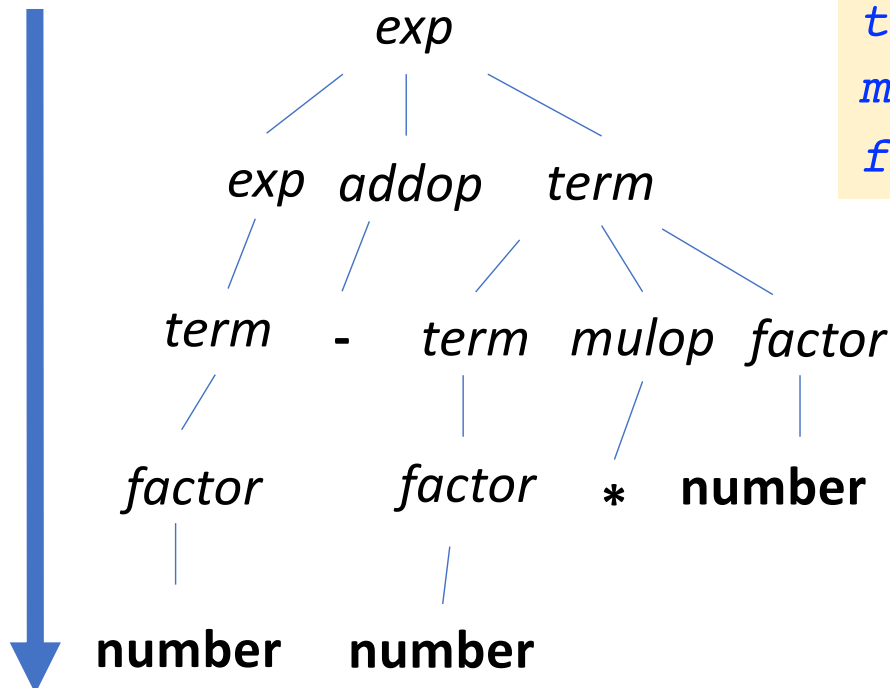 exp
t
m
f
exp addop term
term - term mulop factor
factor factor * number
number number